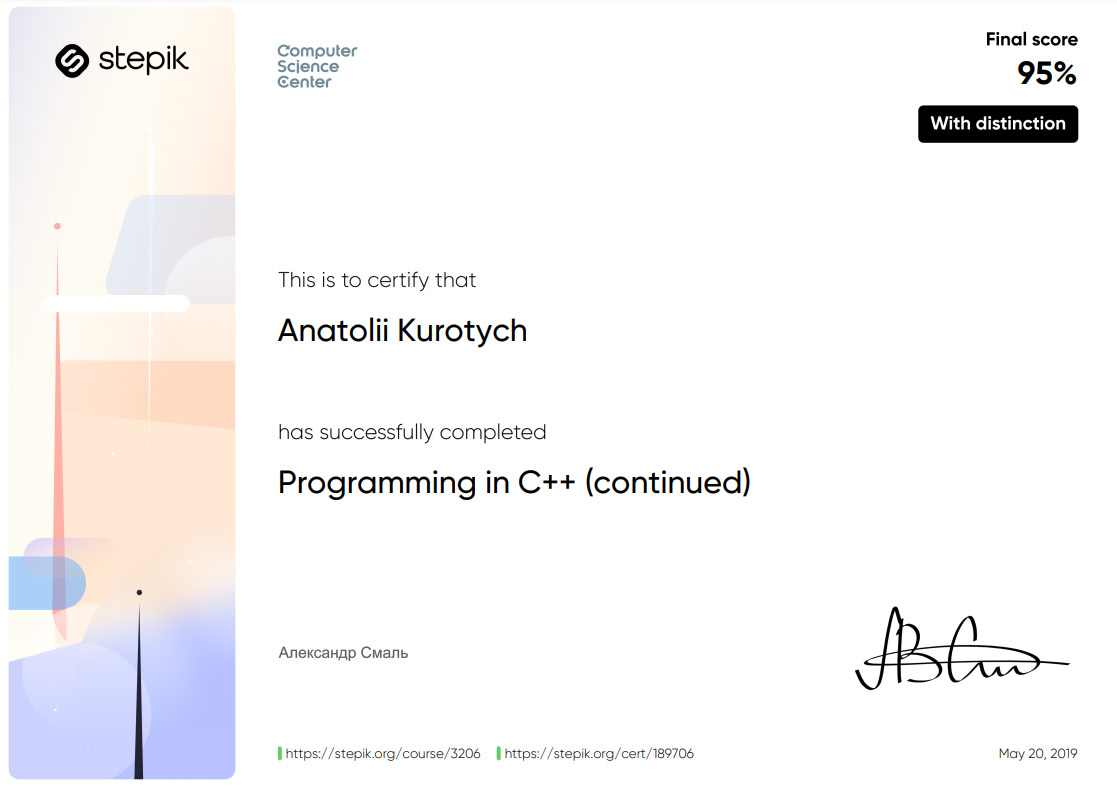 stepik
Computer
Science
Center
Final score
95%
With distinction
This is to certify that
Anatolii Kurotych
has successfully completed
Programming in C++ (continued)
Александр Смаль
https://stepik.org/course/3206 https://stepik.org/cert/189706
May 20, 2019